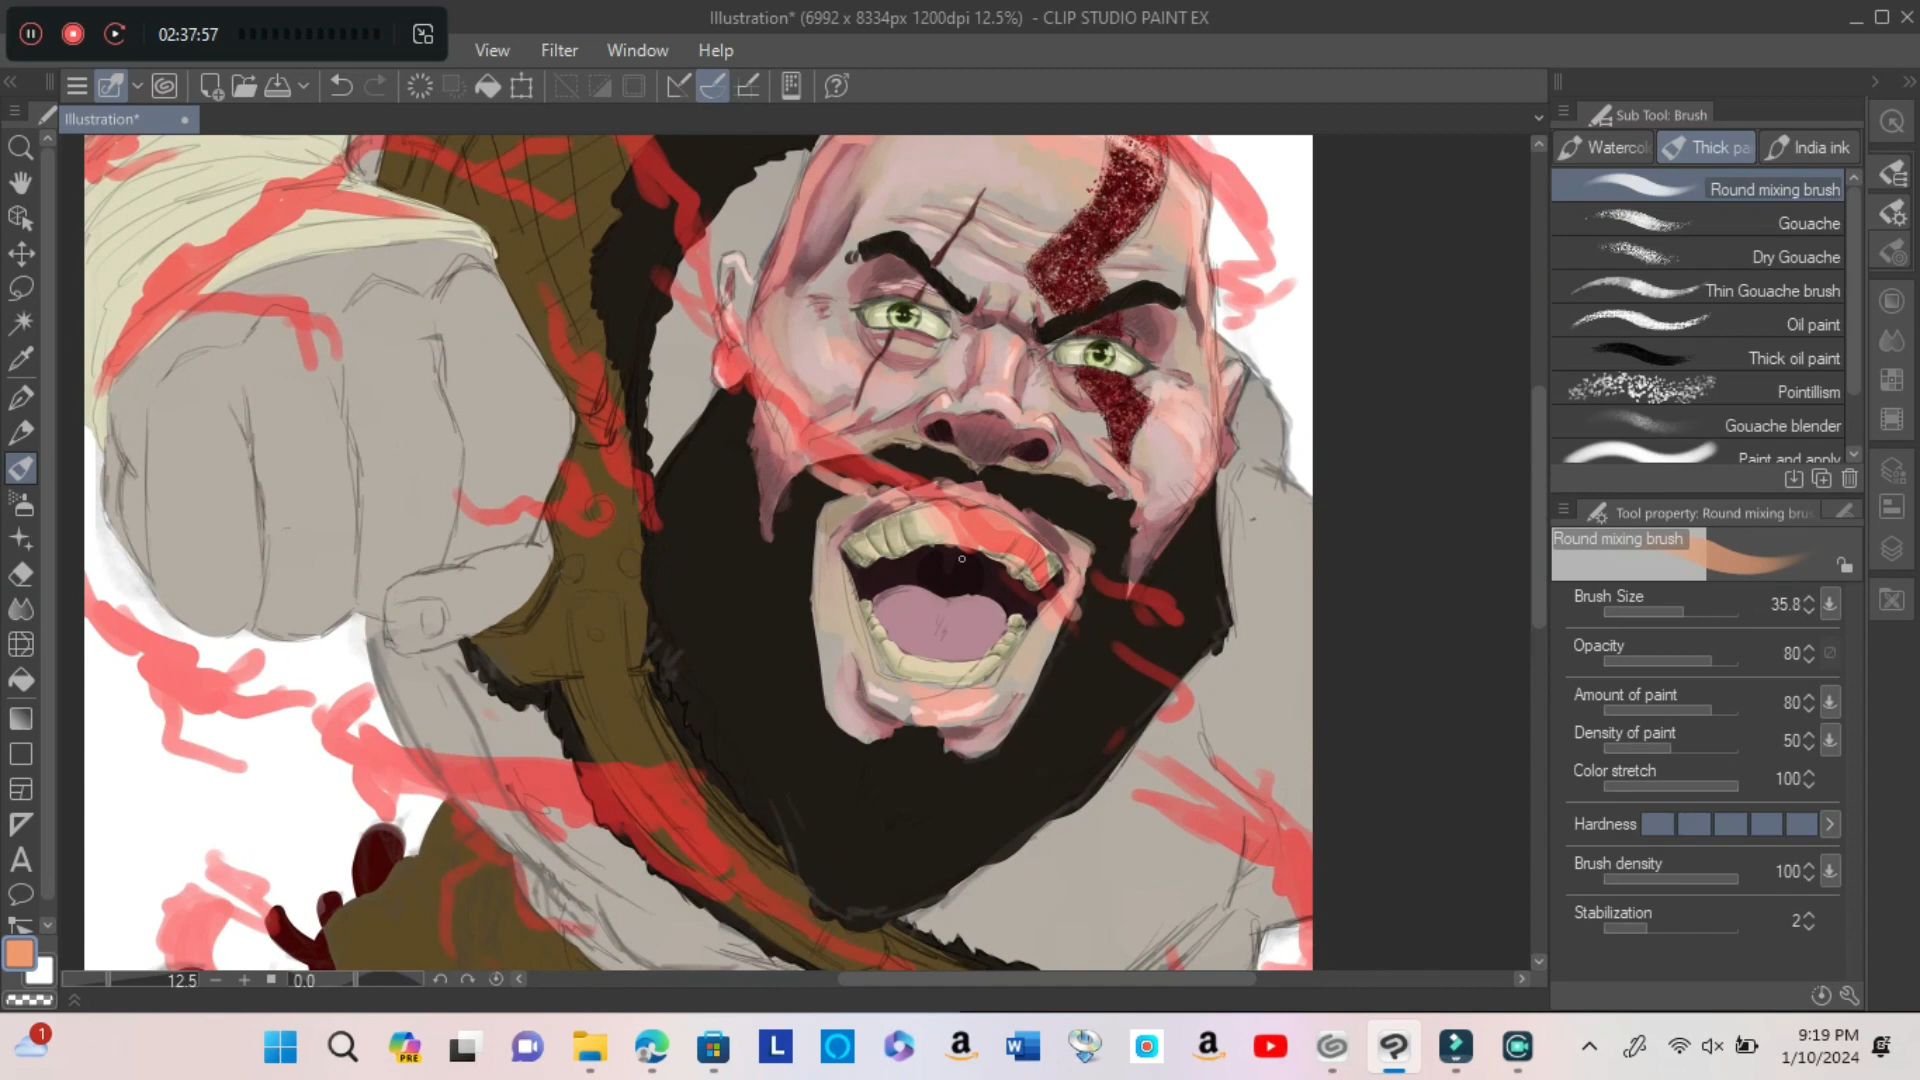 Illustration* (6992 x 8334px 1200dpi 12.5%) - CLIP STUDIO PAINT EX
02:37:57
View Filter Window Help
Illustration*
Sub Tool: Brush
Watercol Thick pa India ink
Round mixing brush
Gouache
Dry Gouache
Thin Gouache brush
Oil paint
Thick oil paint
Pointillism
Gouache blender
Paint and apply
Tool property: Round mixing bru
Round mixing brush
Brush Size 35.8
Opacity 80
Amount of paint 80
Density of paint 50
Color stretch 100
Hardness
Brush density 100
Stabilization 2
12.5 0.0
1
PRE
L
W
9:19 PM
1/10/2024